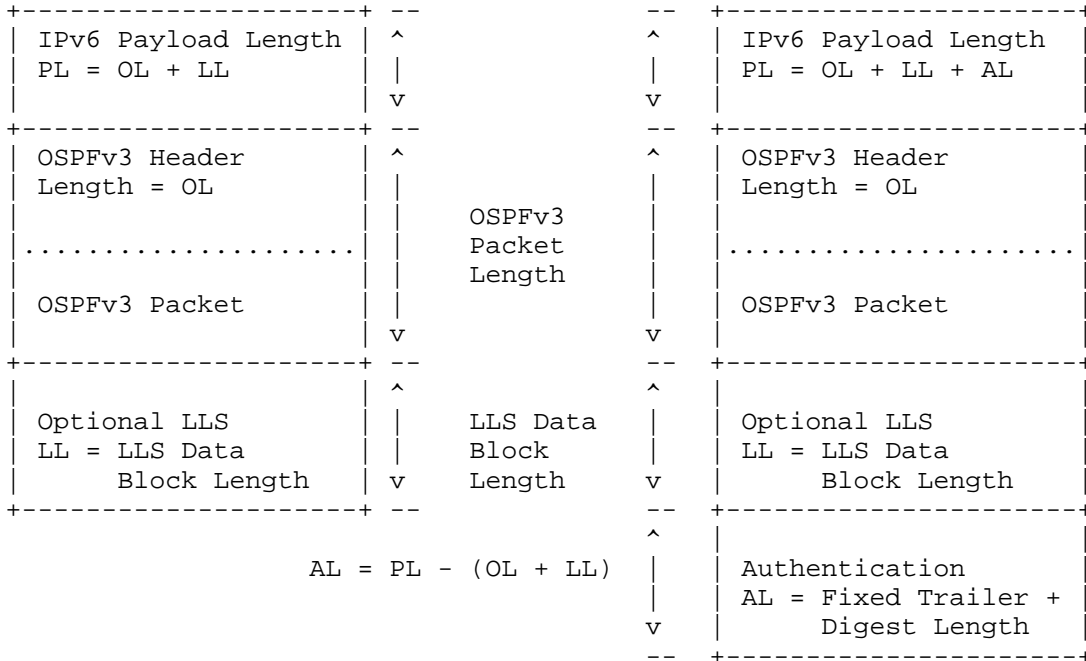 +---------------------+ --              --  +----------------------+
| IPv6 Payload Length | ^               ^   | IPv6 Payload Length  |
| PL = OL + LL        | |               |   | PL = OL + LL + AL    |
|                     | v               v   |                      |
+---------------------+ --              --  +----------------------+
| OSPFv3 Header       | ^               ^   | OSPFv3 Header        |
| Length = OL         | |               |   | Length = OL          |
|                     | |    OSPFv3     |   |                      |
|.....................| |    Packet     |   |......................|
|                     | |    Length     |   |                      |
| OSPFv3 Packet       | |               |   | OSPFv3 Packet        |
|                     | v               v   |                      |
+---------------------+ --              --  +----------------------+
|                     | ^               ^   |                      |
| Optional LLS        | |    LLS Data   |   | Optional LLS         |
| LL = LLS Data       | |    Block      |   | LL = LLS Data        |
|      Block Length   | v    Length     v   |      Block Length    |
+---------------------+ --              --  +----------------------+
                                        ^   |                      |
                   AL = PL - (OL + LL)  |   | Authentication       |
                                        |   | AL = Fixed Trailer + |
                                        v   |      Digest Length   |
                                        --  +----------------------+